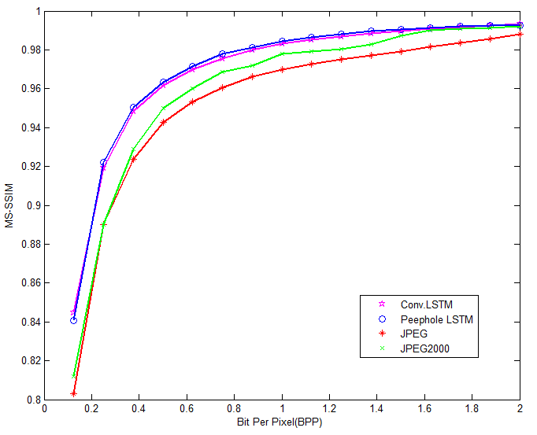 1
0.98
0.96
0.94
0.92
0.9
0.88
0.86
0.84
0.82
0.8
MS-SSIM
Conv.LSTM
Peephole LSTM
JPEG
JPEG2000
0 0.2 0.4 0.6 0.8 1 1.2 1.4 1.6 1.8 2
Bit Per Pixel(BPP)